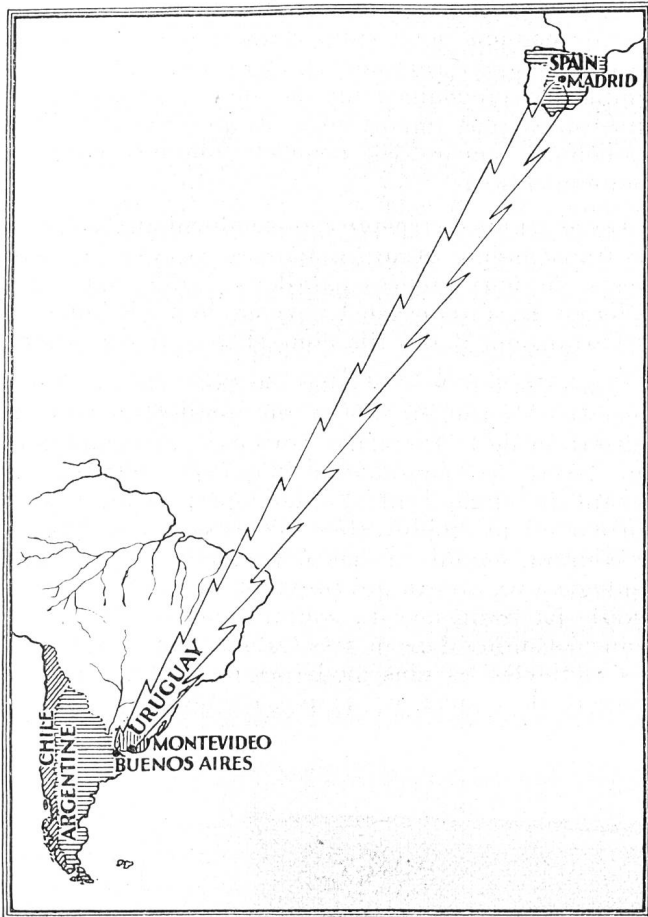 SPAIN
MADRID
URUGUAY
MONTEVIDEO
BUENOS AIRES
CHILE
ARGENTINE